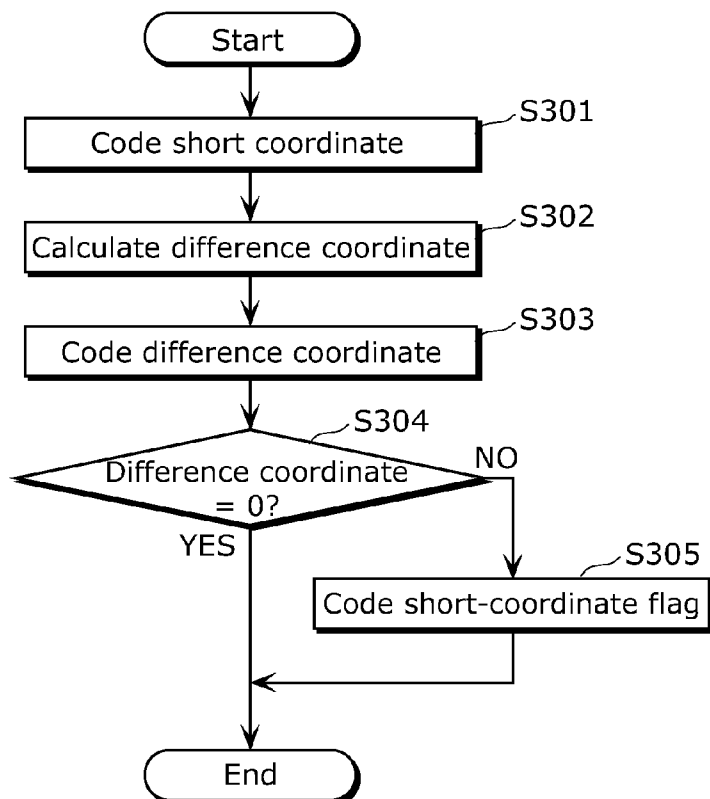 Start
S301
Code short coordinate
S302
Calculate difference coordinate
S303
Code difference coordinate
S304
Difference coordinate
= 0?
NO
YES
S305
Code short-coordinate flag
End